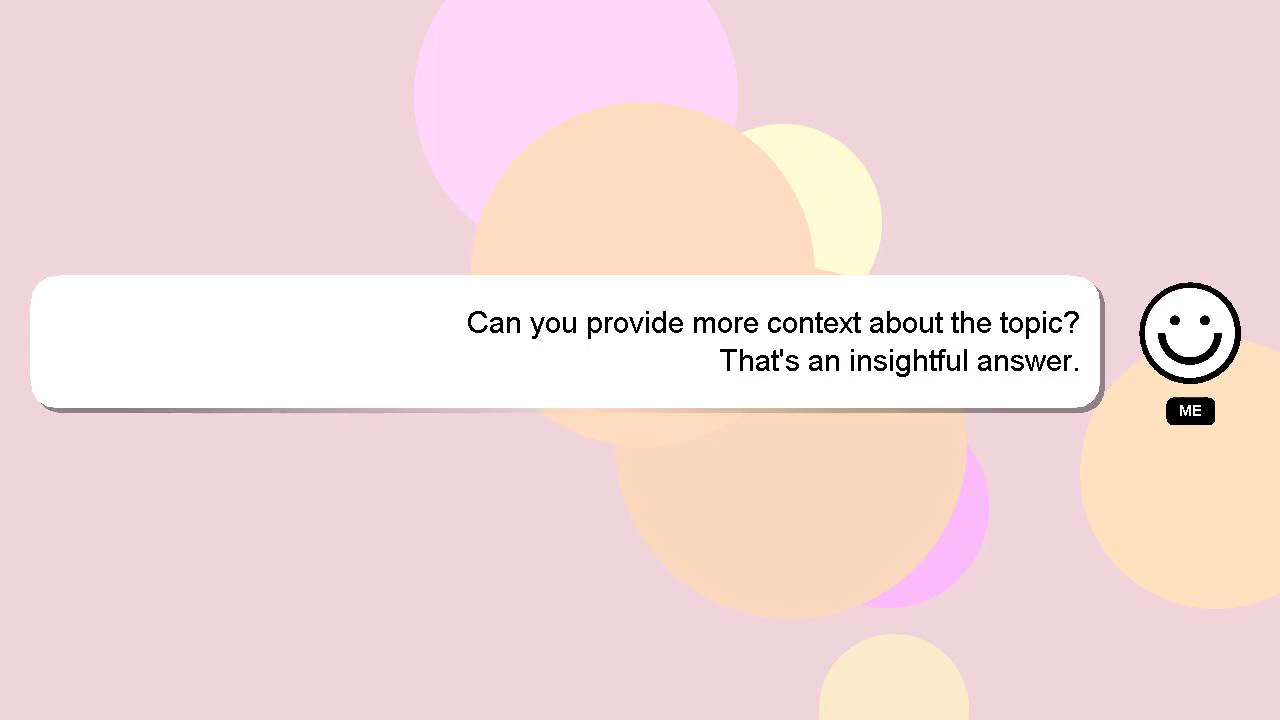 Can you provide more context about the topic?
That's an insightful answer.
ME